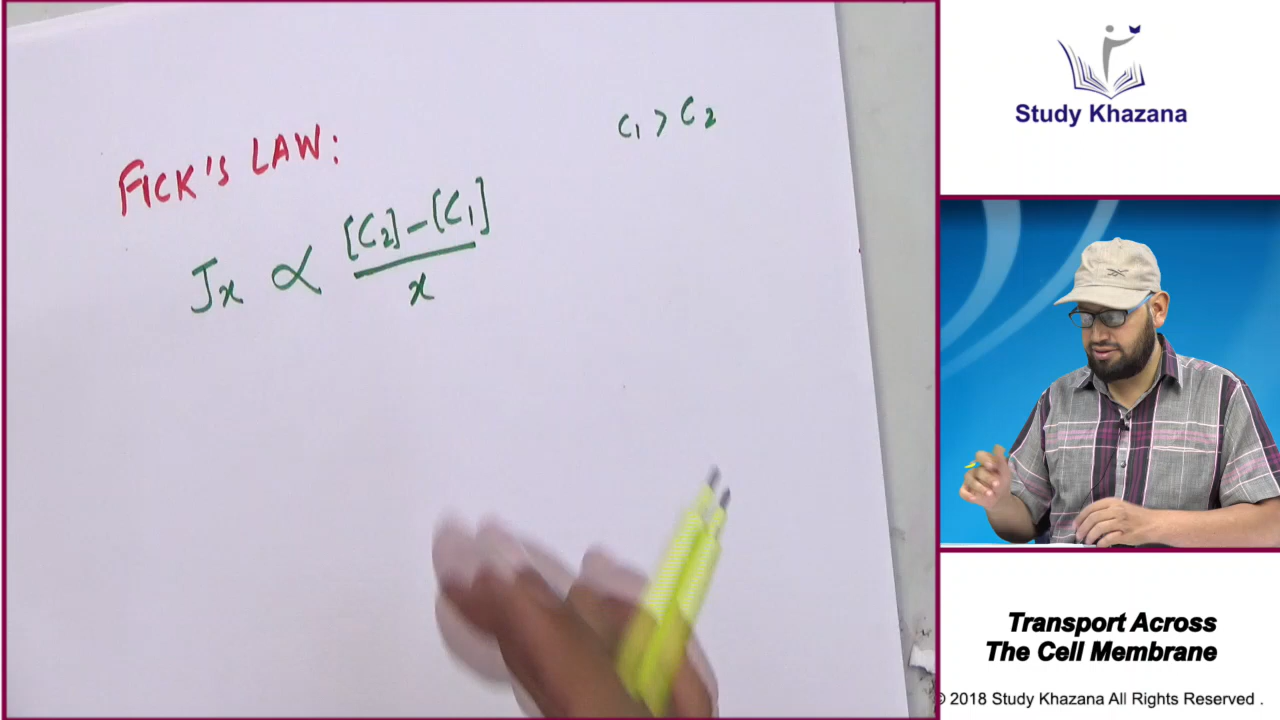 FICK'S LAW:
C₁ > C₂
Jx ∝ [C₂]-[C₁]
x
Study Khazana
Transport Across
The Cell Membrane
© 2018 Study Khazana All Rights Reserved .